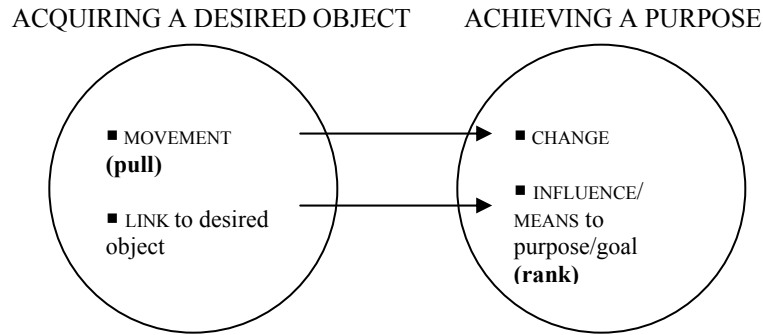 ACQUIRING A DESIRED OBJECT
ACHIEVING A PURPOSE
■ MOVEMENT
(pull)
■ LINK to desired
object
■ CHANGE
■ INFLUENCE/
MEANS to
purpose/goal
(rank)